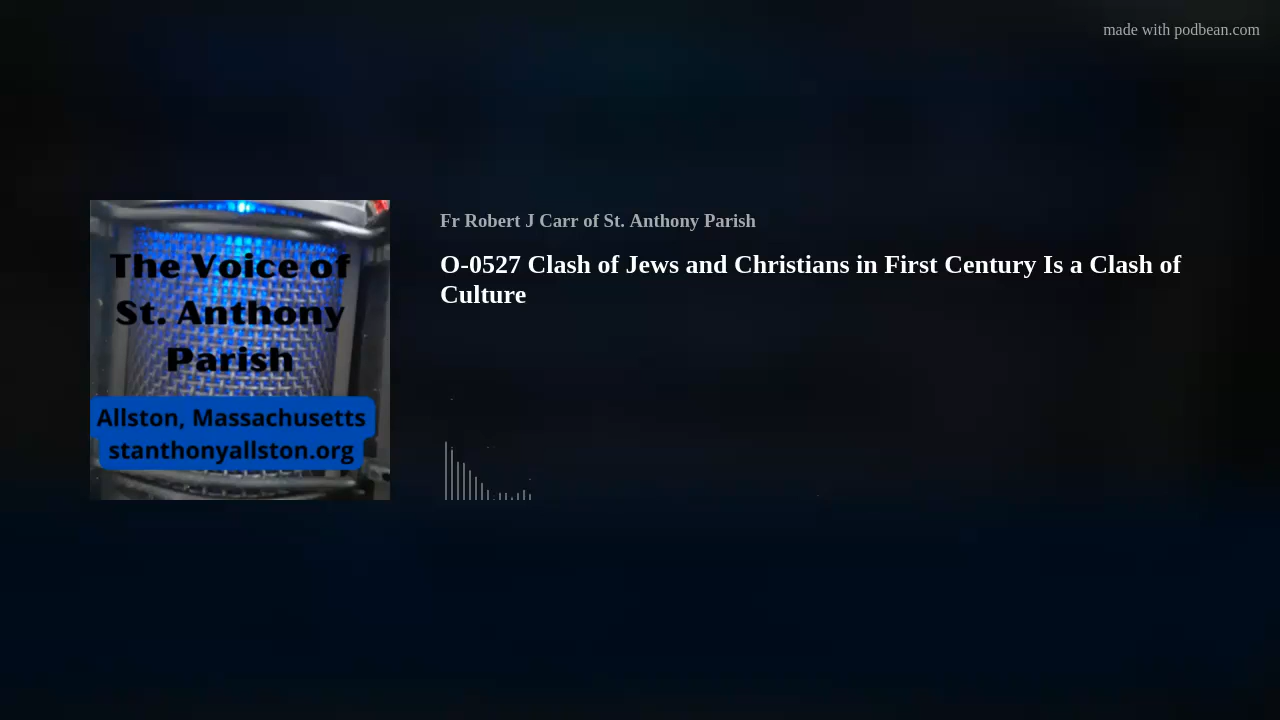 made with podbean.com
Fr Robert J Carr of St. Anthony Parish
O-0527 Clash of Jews and Christians in First Century Is a Clash of
Culture
The Voice of
St. Anthony
Parish
Allston, Massachusetts
stanthonyallston.org